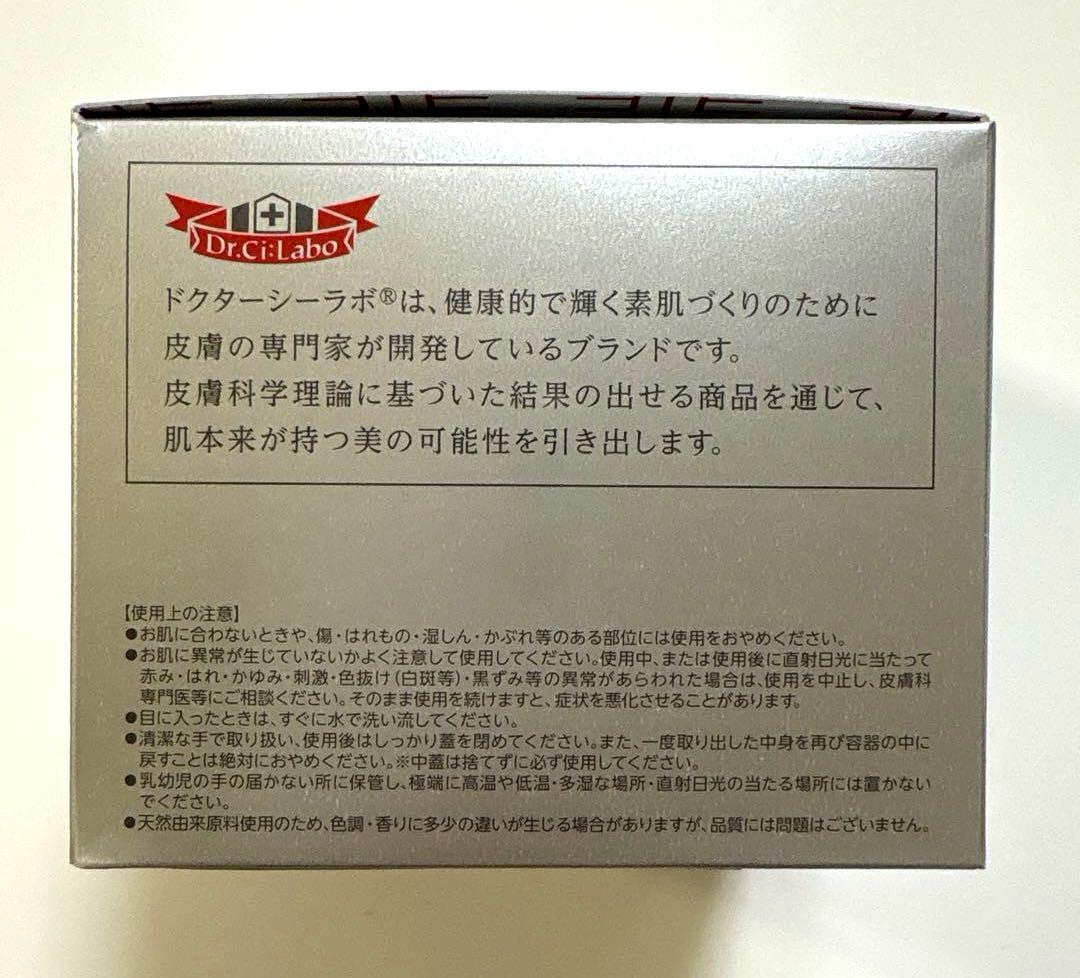 Dr.Ci:Labo
ドクターシーラボ®は、健康的で輝く素肌づくりのために
皮膚の専門家が開発しているブランドです。
皮膚科学理論に基づいた結果の出せる商品を通じて、
肌本来が持つ美の可能性を引き出します。
【使用上の注意】
●お肌に合わないときや、傷・はれもの・湿しん・かぶれ等のある部位には使用をおやめください。
●お肌に異常が生じていないかよく注意して使用してください。使用中、または使用後に直射日光に当たって
赤み・はれ・かゆみ・刺激・色抜け(白斑等)・黒ずみ等の異常があらわれた場合は、使用を中止し、皮膚科
専門医等にご相談ください。そのまま使用を続けますと、症状を悪化させることがあります。
●目に入ったときは、すぐに水で洗い流してください。
●清潔な手で取り扱い、使用後はしっかり蓋を閉めてください。また、一度取り出した中身を再び容器の中に
戻すことは絶対におやめください。※中蓋は捨てずに必ず使用してください。
●乳幼児の手の届かない所に保管し、極端に高温や低温・多湿な場所・直射日光の当たる場所には置かない
でください。
●天然由来原料使用のため、色調・香りに多少の違いが生じる場合がありますが、品質には問題はございません。